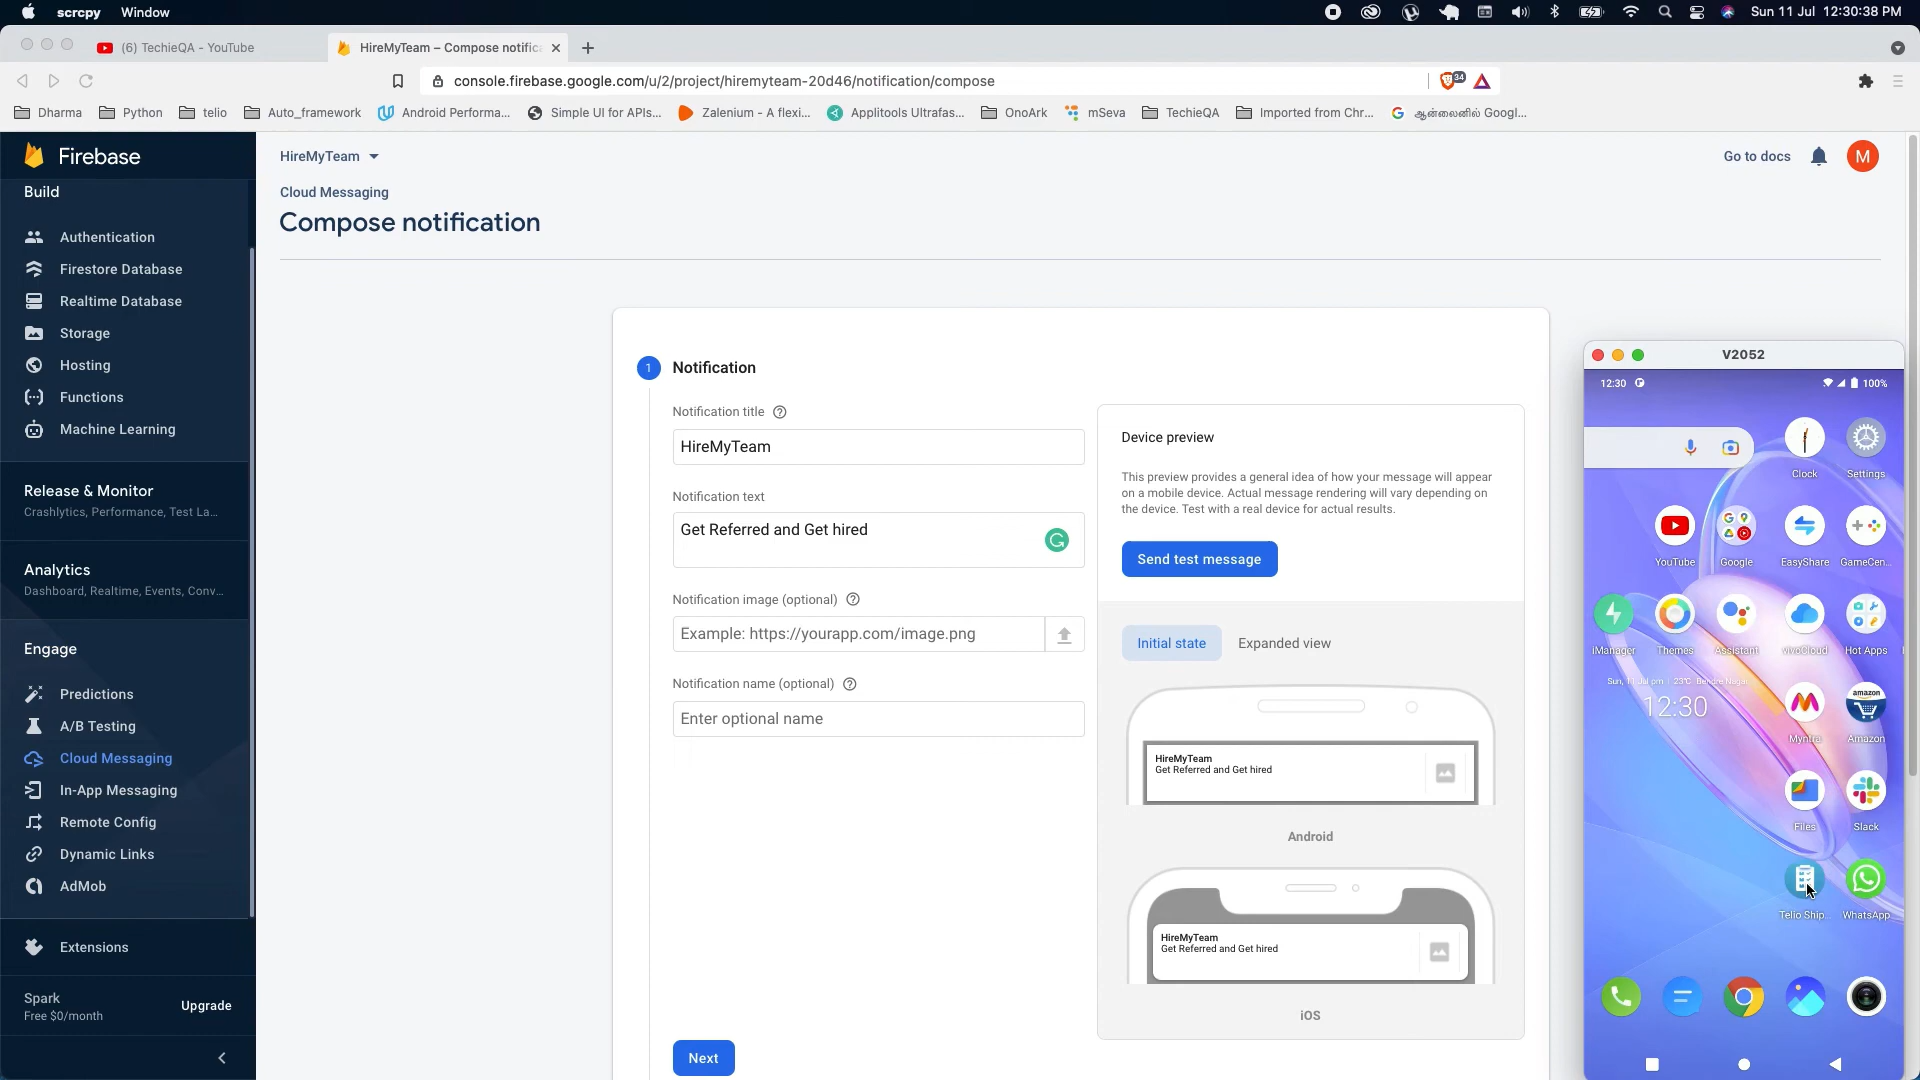 scrcpy Window
Sun 11 Jul 12:30:38 PM
(6) TechieQA - YouTube
HireMyTeam – Compose notific
console.firebase.google.com/u/2/project/hiremyteam-20d46/notification/compose
34
Dharma
Python
telio
Auto_framework
Android Performa...
Simple UI for APIs...
Zalenium - A flexi...
Applitools Ultrafas...
OnoArk
mSeva
TechieQA
Imported from Chr...
ஆன்லைனில் Googl...
Firebase
Build
Authentication
Firestore Database
Realtime Database
Storage
Hosting
Functions
Machine Learning
Release & Monitor
Crashlytics, Performance, Test La...
Analytics
Dashboard, Realtime, Events, Conv...
Engage
Predictions
A/B Testing
Cloud Messaging
In-App Messaging
Remote Config
Dynamic Links
AdMob
Extensions
Spark
Free $0/month
Upgrade
HireMyTeam
Go to docs
M
Cloud Messaging
Compose notification
1 Notification
Notification title
HireMyTeam
Notification text
Get Referred and Get hired
Notification image (optional)
Example: https://yourapp.com/image.png
Notification name (optional)
Enter optional name
Next
Device preview
This preview provides a general idea of how your message will appear
on a mobile device. Actual message rendering will vary depending on
the device. Test with a real device for actual results.
Send test message
Initial state
Expanded view
HireMyTeam
Get Referred and Get hired
Android
HireMyTeam
Get Referred and Get hired
iOS
V2052
12:30
100%
Clock
Settings
YouTube
Google
EasyShare
GameCen...
iManager
Themes
Assistant
vivoCloud
Hot Apps
Sun, 11 Jul pm | 23°C
12:30
Myntra
amazon
Amazon
Files
Slack
Telio Ship...
WhatsApp